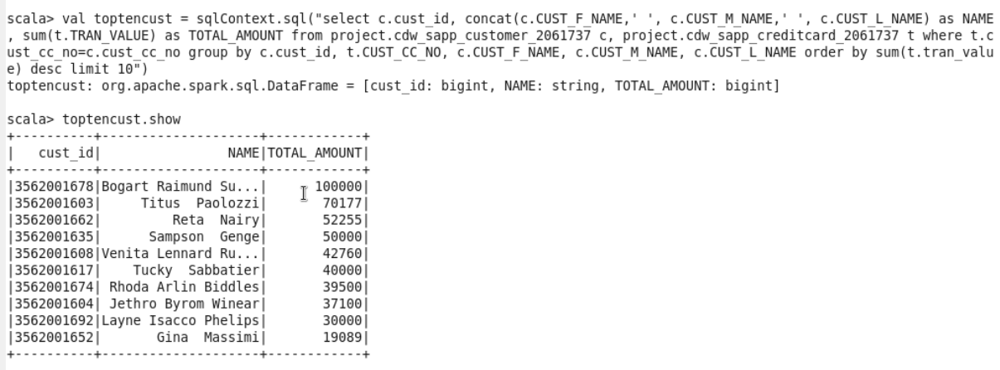 scala> val toptencust = sqlContext.sql("select c.cust_id, concat(c.CUST_F_NAME,' ', c.CUST_M_NAME,' ', c.CUST_L_NAME) as NAME
, sum(t.TRAN_VALUE) as TOTAL_AMOUNT from project.cdw_sapp_customer_2061737 c, project.cdw_sapp_creditcard_2061737 t where t.c
ust_cc_no=c.cust_cc_no group by c.cust_id, t.CUST_CC_NO, c.CUST_F_NAME, c.CUST_M_NAME, c.CUST_L_NAME order by sum(t.tran_valu
e) desc limit 10")
toptencust: org.apache.spark.sql.DataFrame = [cust_id: bigint, NAME: string, TOTAL_AMOUNT: bigint]

scala> toptencust.show
+----------+--------------------+------------+
|   cust_id|                NAME|TOTAL_AMOUNT|
+----------+--------------------+------------+
|3562001678|Bogart Raimund Su...|      100000|
|3562001603|     Titus  Paolozzi|       70177|
|3562001662|         Reta  Nairy|       52255|
|3562001635|      Sampson  Genge|       50000|
|3562001608|Venita Lennard Ru...|       42760|
|3562001617|    Tucky  Sabbatier|       40000|
|3562001674| Rhoda Arlin Biddles|       39500|
|3562001604| Jethro Byrom Winear|       37100|
|3562001692|Layne Isacco Phelips|       30000|
|3562001652|       Gina  Massimi|       19089|
+----------+--------------------+------------+